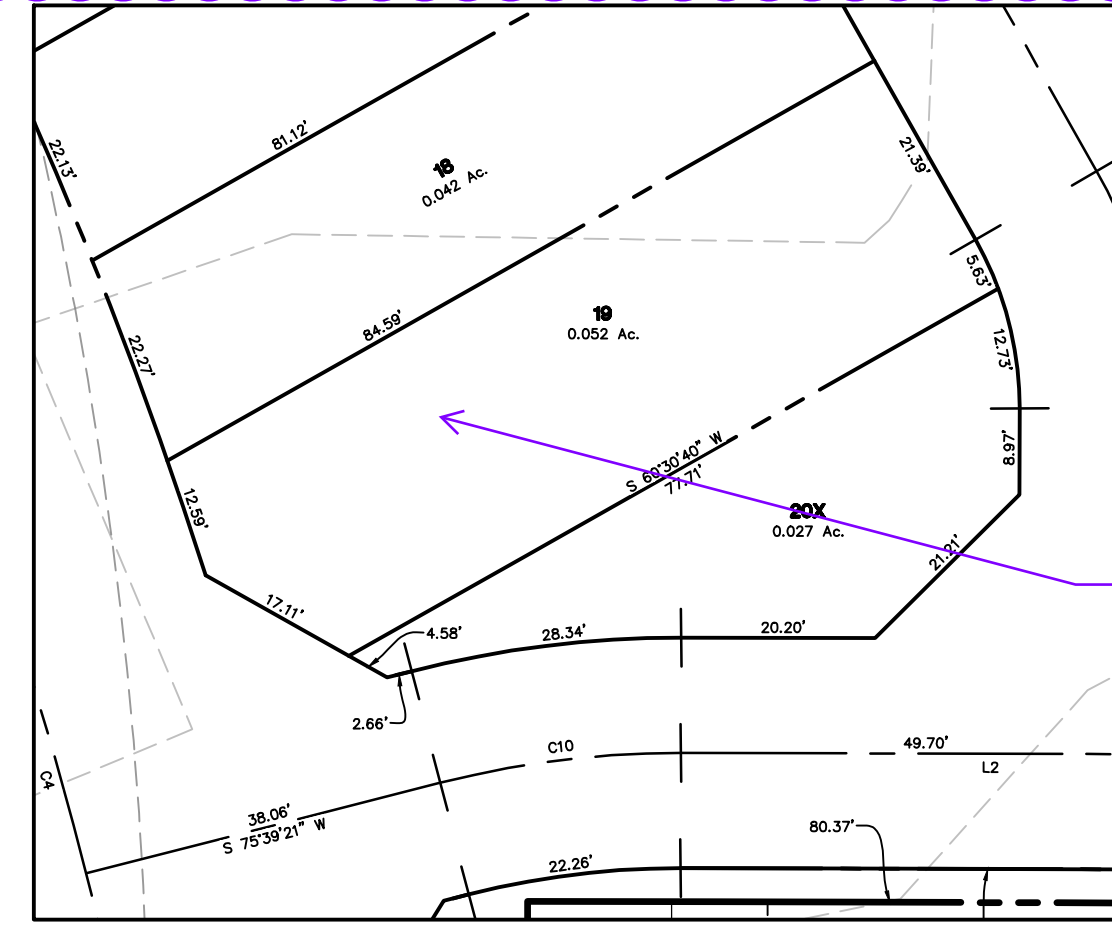 22.13'
81.12'
18
0.042 Ac.
21.39'
5.63'
84.59'
19
0.052 Ac.
22.27'
12.73'
S 60°30'40" W
77.71'
8.97'
12.59'
20X
0.027 Ac.
21.21'
17.11'
4.58'
28.34'
20.20'
2.66'
C10
49.70'
L2
C4
38.06'
S 75°39'21" W
80.37'
22.26'